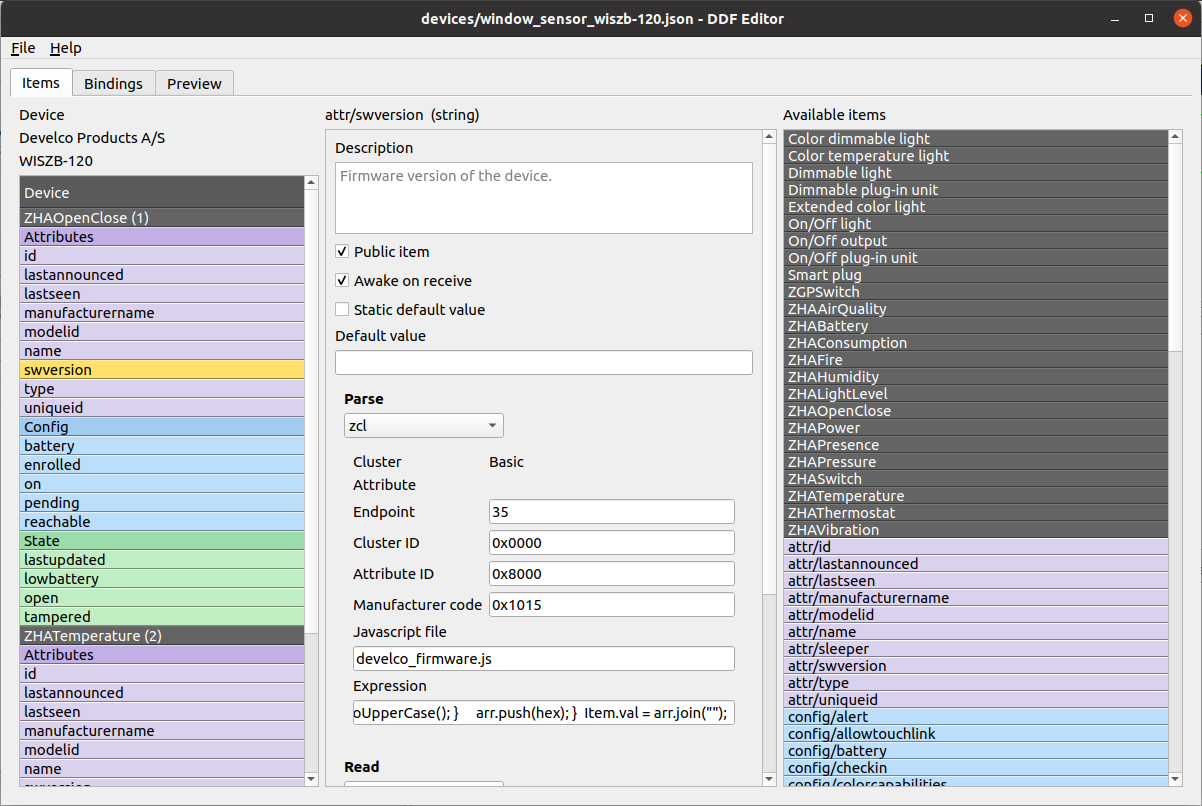 devices/window_sensor_wiszb-120.json - DDF Editor
File Help
Items Bindings Preview
Device
Develco Products A/S
WISZB-120
Device
ZHAOpenClose (1)
Attributes
id
lastannounced
lastseen
manufacturername
modelid
name
swversion
type
uniqueid
Config
battery
enrolled
on
pending
reachable
State
lastupdated
lowbattery
open
tampered
ZHATemperature (2)
Attributes
id
lastannounced
lastseen
manufacturername
modelid
name
swversion
attr/swversion (string)
Description
Firmware version of the device.
Public item
Awake on receive
Static default value
Default value
Parse
zcl
Cluster Basic
Attribute
Endpoint 35
Cluster ID 0x0000
Attribute ID 0x8000
Manufacturer code 0x1015
Javascript file
develco_firmware.js
Expression
oUpperCase(); } arr.push(hex); } Item.val = arr.join("");
Read
Available items
Color dimmable light
Color temperature light
Dimmable light
Dimmable plug-in unit
Extended color light
On/Off light
On/Off output
On/Off plug-in unit
Smart plug
ZGPSwitch
ZHAAirQuality
ZHABattery
ZHAConsumption
ZHAFire
ZHAHumidity
ZHALightLevel
ZHAOpenClose
ZHAPower
ZHAPresence
ZHAPressure
ZHASwitch
ZHATemperature
ZHAThermostat
ZHAVibration
attr/id
attr/lastannounced
attr/lastseen
attr/manufacturername
attr/modelid
attr/name
attr/sleeper
attr/swversion
attr/type
attr/uniqueid
config/alert
config/allowtouchlink
config/battery
config/checkin
config/colorcapabilities